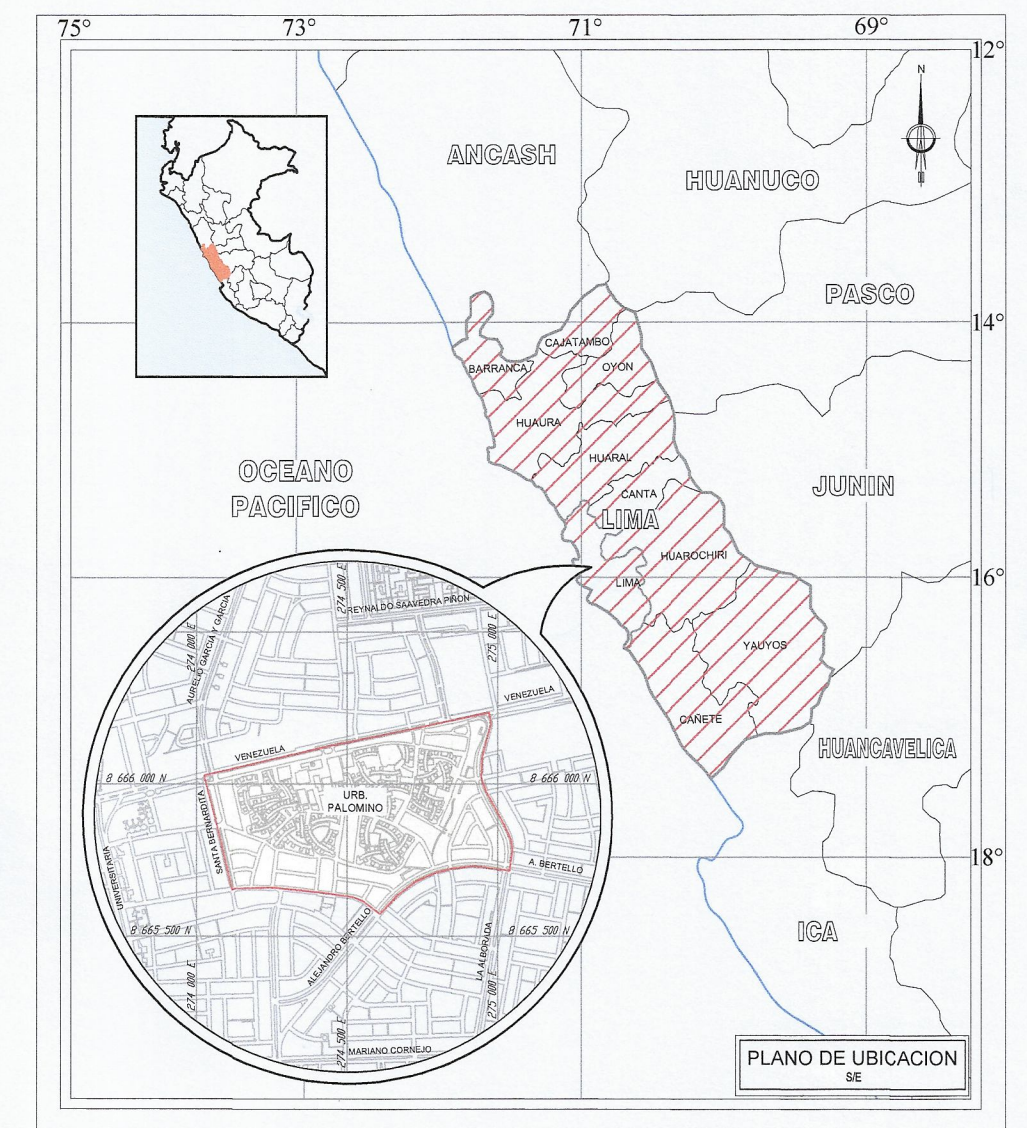 75°
73°
71°
69°
12°
N
ANCASH
HUANUCO
PASCO
14°
CAJATAMBO
BARRANCA
OYON
HUAURA
HUARAL
OCEANO
PACIFICO
JUNIN
CANTA
LIMA
HUAROCHIRI
LIMA
16°
YAUYOS
CAÑETE
HUANCAVELICA
18°
ICA
274 500 E
REYNALDO SAAVEDRA PIÑON
AURELIO GARCIA Y GARCIA
274 000 E
275 000 E
VENEZUELA
VENEZUELA
8 666 000 N
8 666 000 N
URB.
PALOMINO
SANTA BERNARDITA
UNIVERSITARIA
A. BERTELLO
8 665 500 N
8 665 500 N
ALEJANDRO BERTELLO
LA ALBORADA
274 000 E
275 000 E
274 500 E
MARIANO CORNEJO
PLANO DE UBICACION
S/E